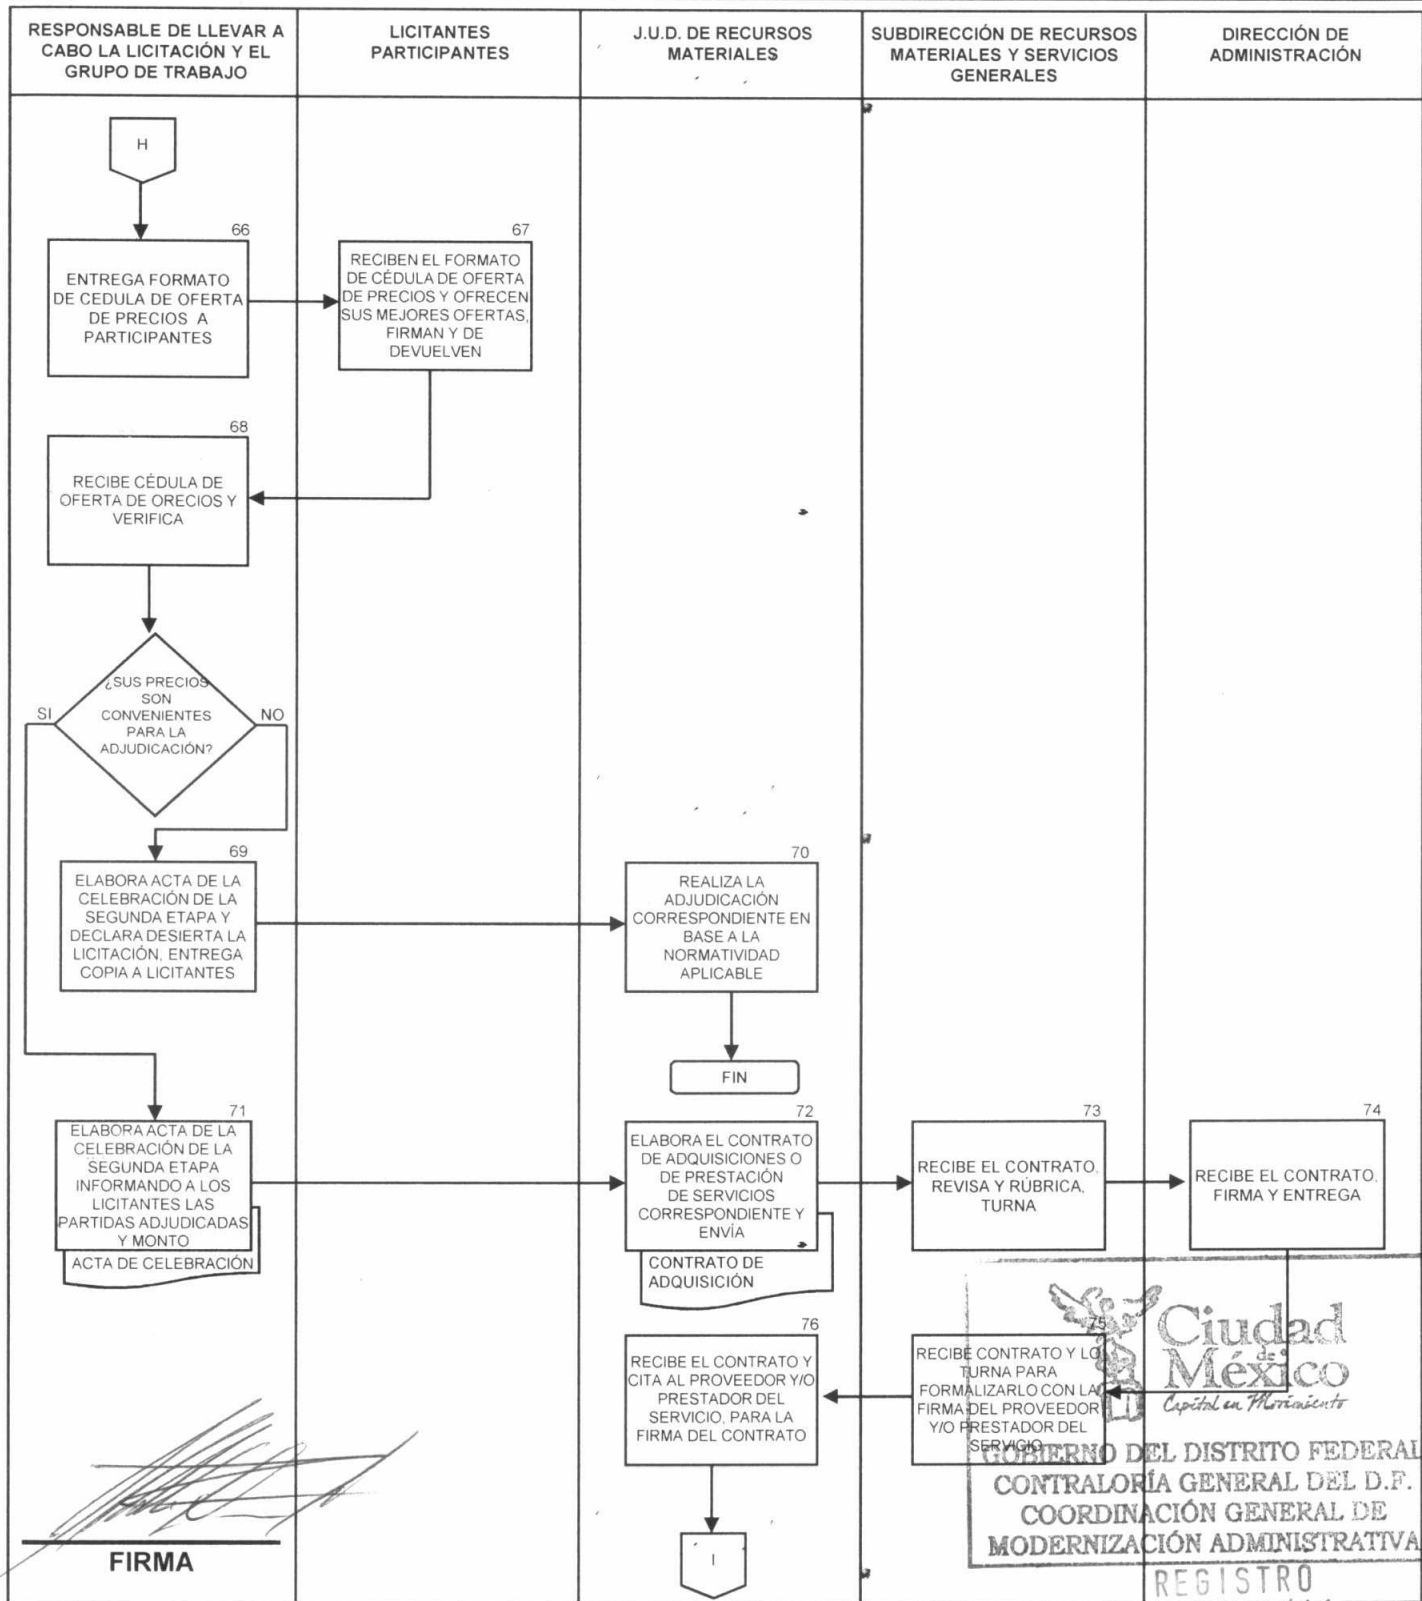 RESPONSABLE DE LLEVAR A
CABO LA LICITACIÓN Y EL
GRUPO DE TRABAJO
LICITANTES
PARTICIPANTES
J.U.D. DE RECURSOS
MATERIALES
SUBDIRECCIÓN DE RECURSOS
MATERIALES Y SERVICIOS
GENERALES
DIRECCIÓN DE
ADMINISTRACIÓN
H
66
ENTREGA FORMATO
DE CEDULA DE OFERTA
DE PRECIOS A
PARTICIPANTES
67
RECIBEN EL FORMATO
DE CÉDULA DE OFERTA
DE PRECIOS Y OFRECEN
SUS MEJORES OFERTAS,
FIRMAN Y DE
DEVUELVEN
68
RECIBE CÉDULA DE
OFERTA DE ORECIOS Y
VERIFICA
¿SUS PRECIOS
SON
CONVENIENTES
PARA LA
ADJUDICACIÓN?
SI
NO
69
ELABORA ACTA DE LA
CELEBRACIÓN DE LA
SEGUNDA ETAPA Y
DECLARA DESIERTA LA
LICITACIÓN, ENTREGA
COPIA A LICITANTES
70
REALIZA LA
ADJUDICACIÓN
CORRESPONDIENTE EN
BASE A LA
NORMATIVIDAD
APLICABLE
FIN
71
ELABORA ACTA DE LA
CELEBRACIÓN DE LA
SEGUNDA ETAPA
INFORMANDO A LOS
LICITANTES LAS
PARTIDAS ADJUDICADAS
Y MONTO
ACTA DE CELEBRACIÓN
72
ELABORA EL CONTRATO
DE ADQUISICIONES O
DE PRESTACIÓN
DE SERVICIOS
CORRESPONDIENTE Y
ENVÍA
CONTRATO DE
ADQUISICIÓN
73
RECIBE EL CONTRATO,
REVISA Y RÚBRICA,
TURNA
74
RECIBE EL CONTRATO,
FIRMA Y ENTREGA
75
RECIBE CONTRATO Y LO
TURNA PARA
FORMALIZARLO CON LA
FIRMA DEL PROVEEDOR
Y/O PRESTADOR DEL
SERVICIO
76
RECIBE EL CONTRATO Y
CITA AL PROVEEDOR Y/O
PRESTADOR DEL
SERVICIO, PARA LA
FIRMA DEL CONTRATO
I
FIRMA
Ciudad
de
México
Capital en Movimiento
GOBIERNO DEL DISTRITO FEDERAL
CONTRALORÍA GENERAL DEL D.F.
COORDINACIÓN GENERAL DE
MODERNIZACIÓN ADMINISTRATIVA
REGISTRO